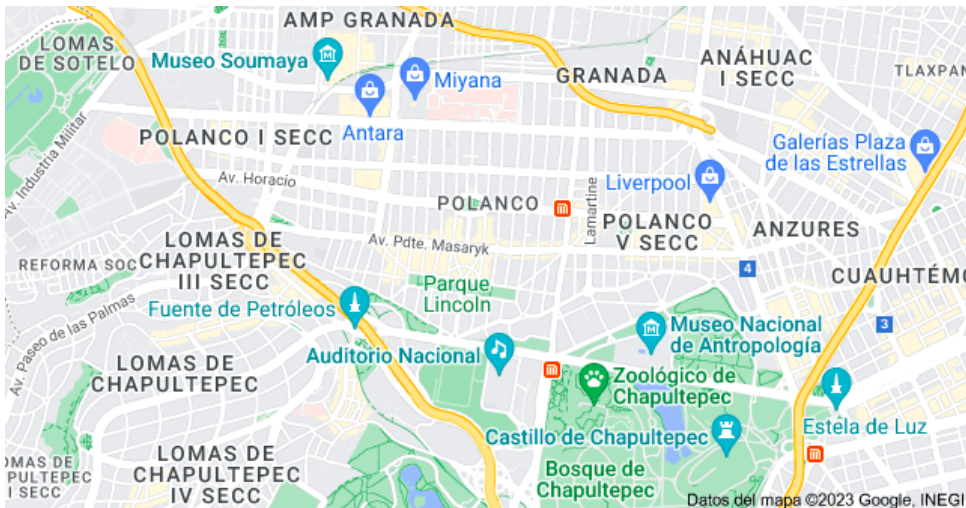 AMP GRANADA
LOMAS
DE SOTELO
Museo Soumaya
Miyana
GRANADA
ANÁHUAC
I SECC
TLAXPAN
Antara
POLANCO I SECC
Galerías Plaza
de las Estrellas
Av. Industria Militar
Av. Horacio
Liverpool
POLANCO
Lamartine
POLANCO
V SECC
ANZURES
Av. Pdte. Masaryk
LOMAS DE
CHAPULTEPEC
III SECC
REFORMA SOC
4
CUAUHTÉMO
Parque
Lincoln
Av. Paseo de las Palmas
Fuente de Petróleos
3
Museo Nacional
de Antropología
Auditorio Nacional
LOMAS DE
CHAPULTEPEC
Zoológico de
Chapultepec
Estela de Luz
Castillo de Chapultepec
LOMAS DE
CHAPULTEPEC
IV SECC
OMAS DE
PULTEPEC
I SECC
Bosque de
Chapultepec
Datos del mapa ©2023 Google, INEGI